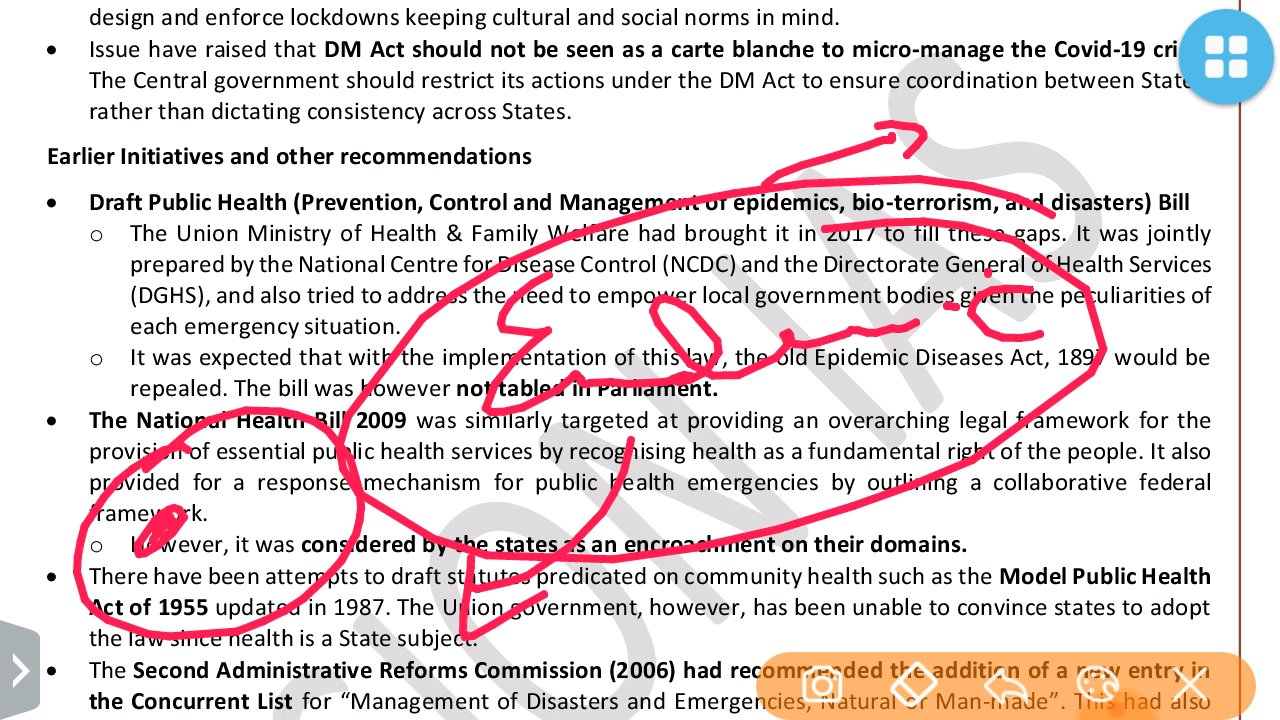 design and enforce lockdowns keeping cultural and social norms in mind.
• Issue have raised that DM Act should not be seen as a carte blanche to micro-manage the Covid-19 cri
The Central government should restrict its actions under the DM Act to ensure coordination between State
rather than dictating consistency across States.
Earlier Initiatives and other recommendations
• Draft Public Health (Prevention, Control and Management of epidemics, bio-terrorism, and disasters) Bill
o The Union Ministry of Health & Family Welfare had brought it in 2017 to fill these gaps. It was jointly
prepared by the National Centre for Disease Control (NCDC) and the Directorate General of Health Services
(DGHS), and also tried to address the need to empower local government bodies given the peculiarities of
each emergency situation.
o It was expected that with the implementation of this law, the old Epidemic Diseases Act, 1897 would be
repealed. The bill was however not tabled in Parliament.
• The National Health Bill 2009 was similarly targeted at providing an overarching legal framework for the
provision of essential public health services by recognising health as a fundamental right of the people. It also
provided for a response mechanism for public health emergencies by outlining a collaborative federal
framework.
o However, it was considered by the states as an encroachment on their domains.
• There have been attempts to draft statutes predicated on community health such as the Model Public Health
Act of 1955 updated in 1987. The Union government, however, has been unable to convince states to adopt
the law since health is a State subject.
• The Second Administrative Reforms Commission (2006) had recommended the addition of a new entry in
the Concurrent List for “Management of Disasters and Emergencies, Natural or Man-made”. This had also
ION IAS